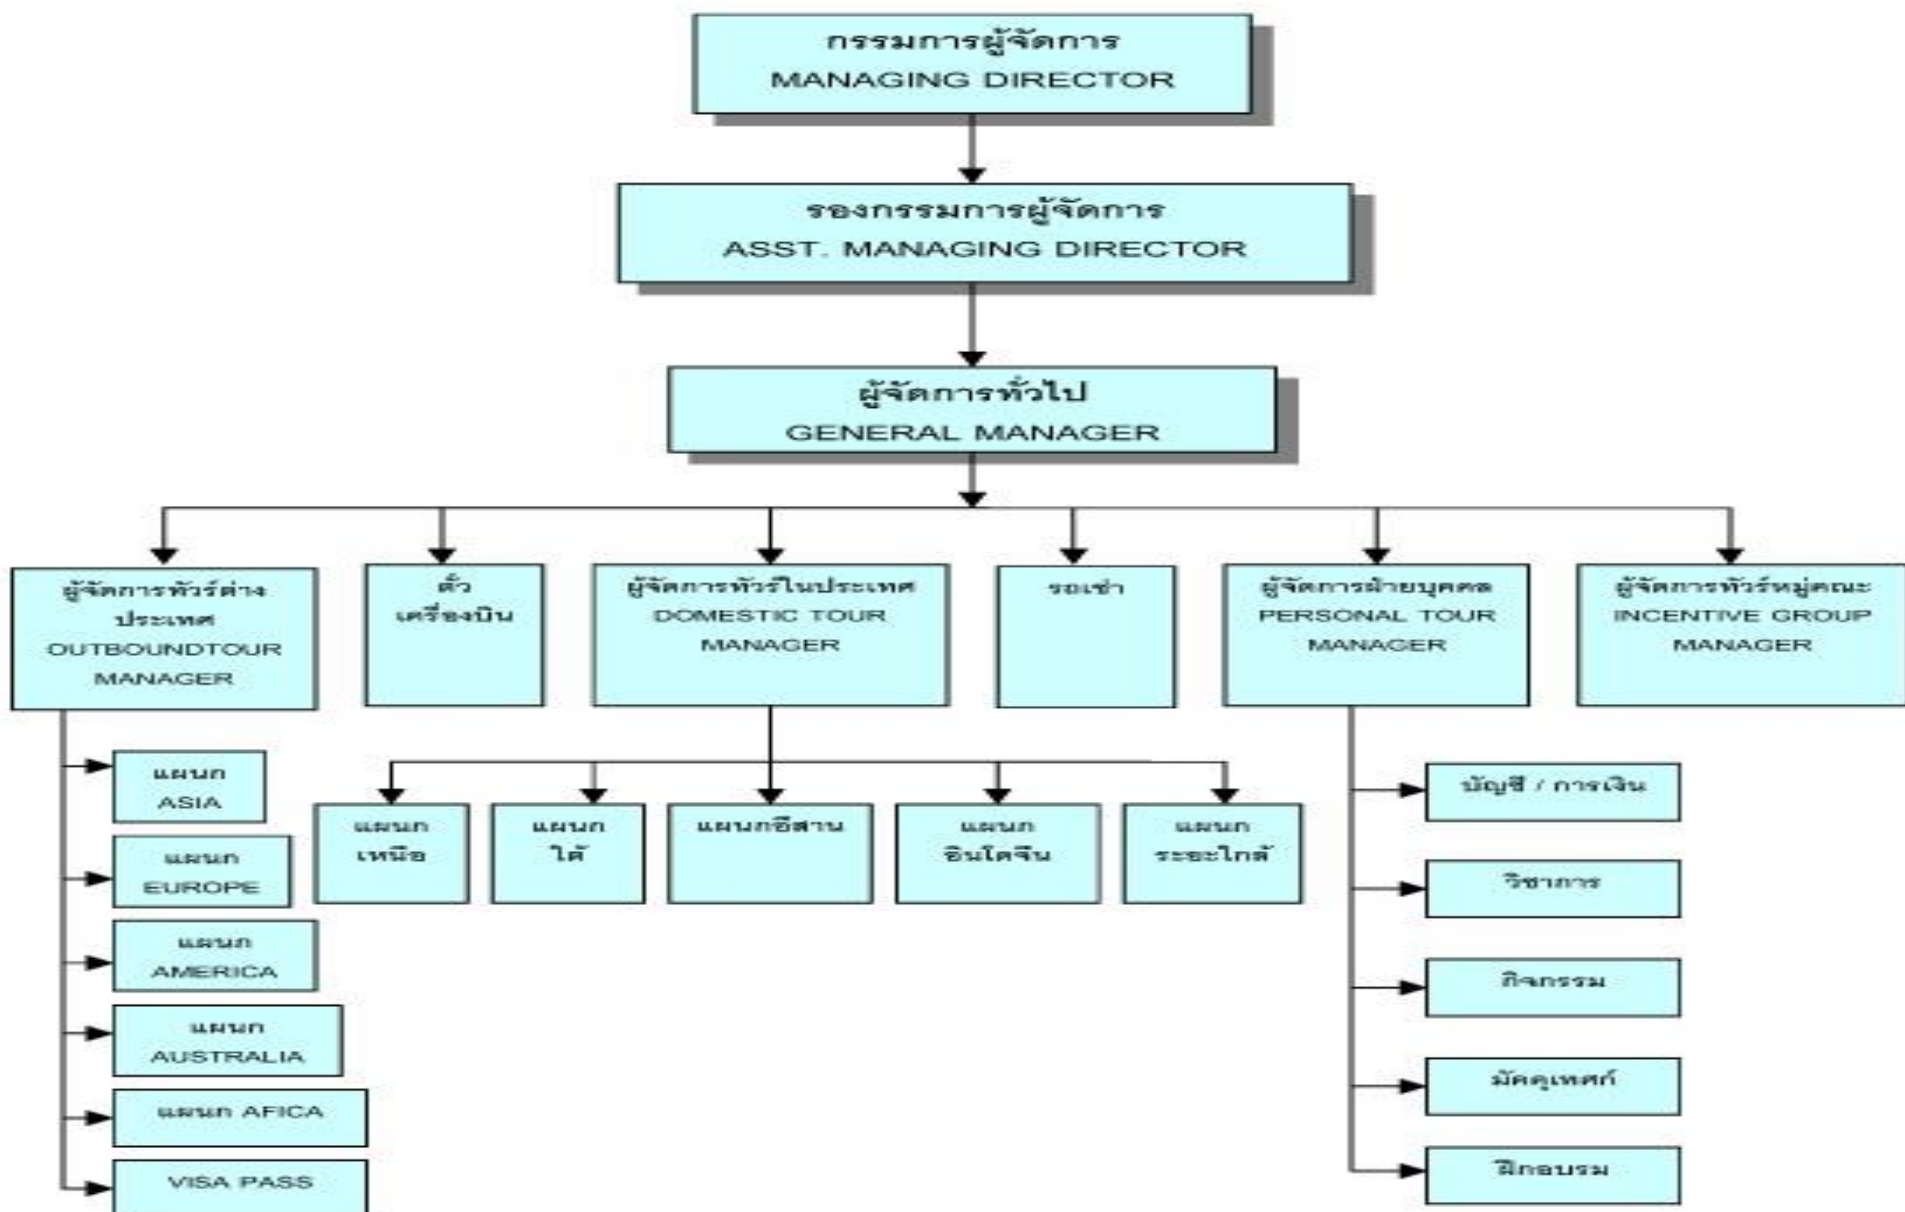 กรรมการผู้จัดการ
MANAGING DIRECTOR
รองกรรมการผู้จัดการ
ASST. MANAGING DIRECTOR
ผู้จัดการทั่วไป
GENERAL MANAGER
ผู้จัดการทัวร์ต่าง
ประเทศ
OUTBOUNDTOUR
MANAGER
ตั๋ว
เครื่องบิน
ผู้จัดการทัวร์ในประเทศ
DOMESTIC TOUR
MANAGER
รถเช่า
ผู้จัดการฝ่ายบุคคล
PERSONAL TOUR
MANAGER
ผู้จัดการทัวร์หมู่คณะ
INCENTIVE GROUP
MANAGER
แผนก
ASIA
แผนก
EUROPE
แผนก
AMERICA
แผนก
AUSTRALIA
แผนก AFICA
VISA PASS
แผนก
เหนือ
แผนก
ใต้
แผนกอีสาน
แผนก
อินโดจีน
แผนก
ระยะใกล้
บัญชี / การเงิน
วิชาการ
กิจกรรม
มัคคุเทศก์
ฝึกอบรม